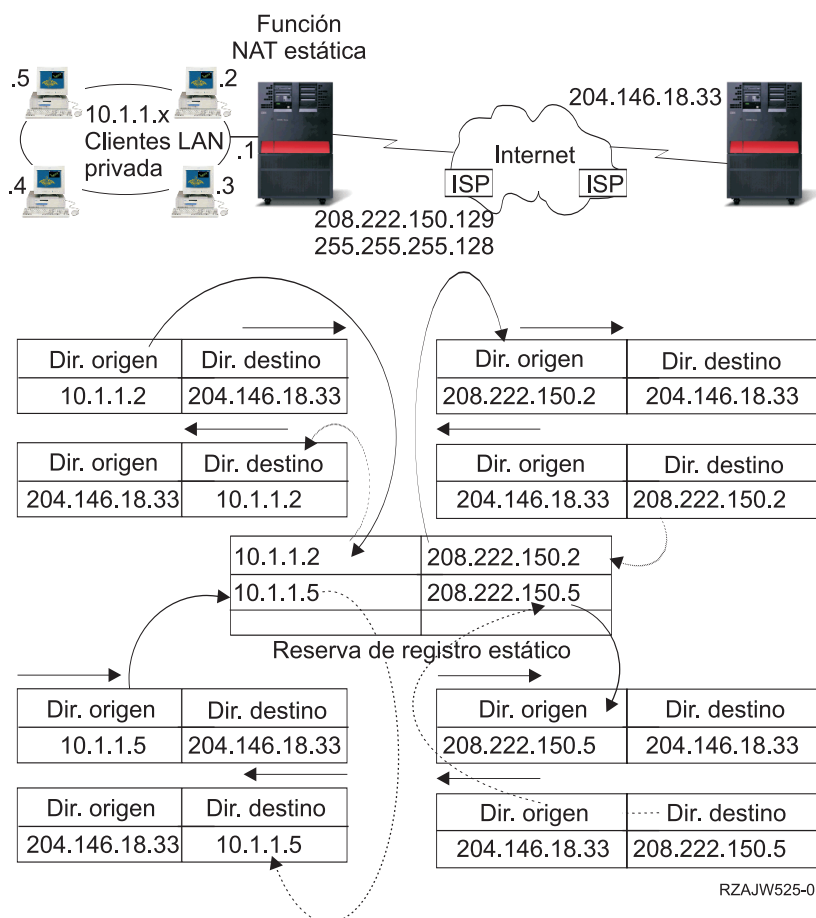 Función
NAT estática
.5
.2
10.1.1.x
Clientes LAN
privada
.1
.4
.3
204.146.18.33
Internet
ISP
ISP
208.222.150.129
255.255.255.128
Dir. origen
Dir. destino
10.1.1.2
204.146.18.33
Dir. origen
Dir. destino
208.222.150.2
204.146.18.33
Dir. origen
Dir. destino
204.146.18.33
10.1.1.2
Dir. origen
Dir. destino
204.146.18.33
208.222.150.2
10.1.1.2
208.222.150.2
10.1.1.5
208.222.150.5
Reserva de registro estático
Dir. origen
Dir. destino
10.1.1.5
204.146.18.33
Dir. origen
Dir. destino
208.222.150.5
204.146.18.33
Dir. origen
Dir. destino
204.146.18.33
10.1.1.5
Dir. origen
Dir. destino
204.146.18.33
208.222.150.5
RZAJW525-0